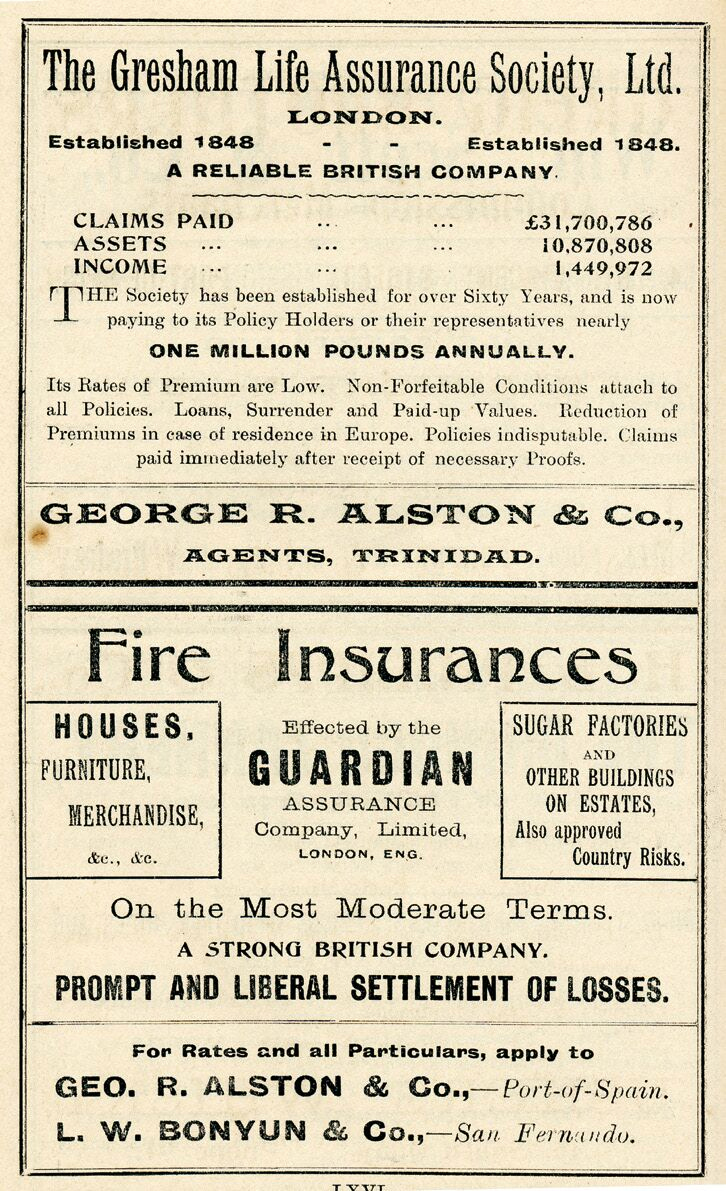 The Gresham Life Assurance Society, Ltd.
LONDON.
Established 1848 - - Established 1848.
A RELIABLE BRITISH COMPANY.
CLAIMS PAID ... ... £31,700,786
ASSETS ... ... ... 10,870,808
INCOME ... ... 1,449,972
THE Society has been established for over Sixty Years, and is now
paying to its Policy Holders or their representatives nearly
ONE MILLION POUNDS ANNUALLY.
Its Rates of Premium are Low. Non-Forfeitable Conditions attach to
all Policies. Loans, Surrender and Paid-up Values. Reduction of
Premiums in case of residence in Europe. Policies indisputable. Claims
paid immediately after receipt of necessary Proofs.
GEORGE R. ALSTON & Co.,
AGENTS, TRINIDAD.
Fire Insurances
HOUSES,
FURNITURE,
MERCHANDISE,
&c., &c.
Effected by the
GUARDIAN
ASSURANCE
Company, Limited,
LONDON, ENG.
SUGAR FACTORIES
AND
OTHER BUILDINGS
ON ESTATES,
Also approved
Country Risks.
On the Most Moderate Terms.
A STRONG BRITISH COMPANY.
PROMPT AND LIBERAL SETTLEMENT OF LOSSES.
For Rates and all Particulars, apply to
GEO. R. ALSTON & Co.,—Port-of-Spain.
L. W. BONYUN & Co.,—San Fernando.
LXVI